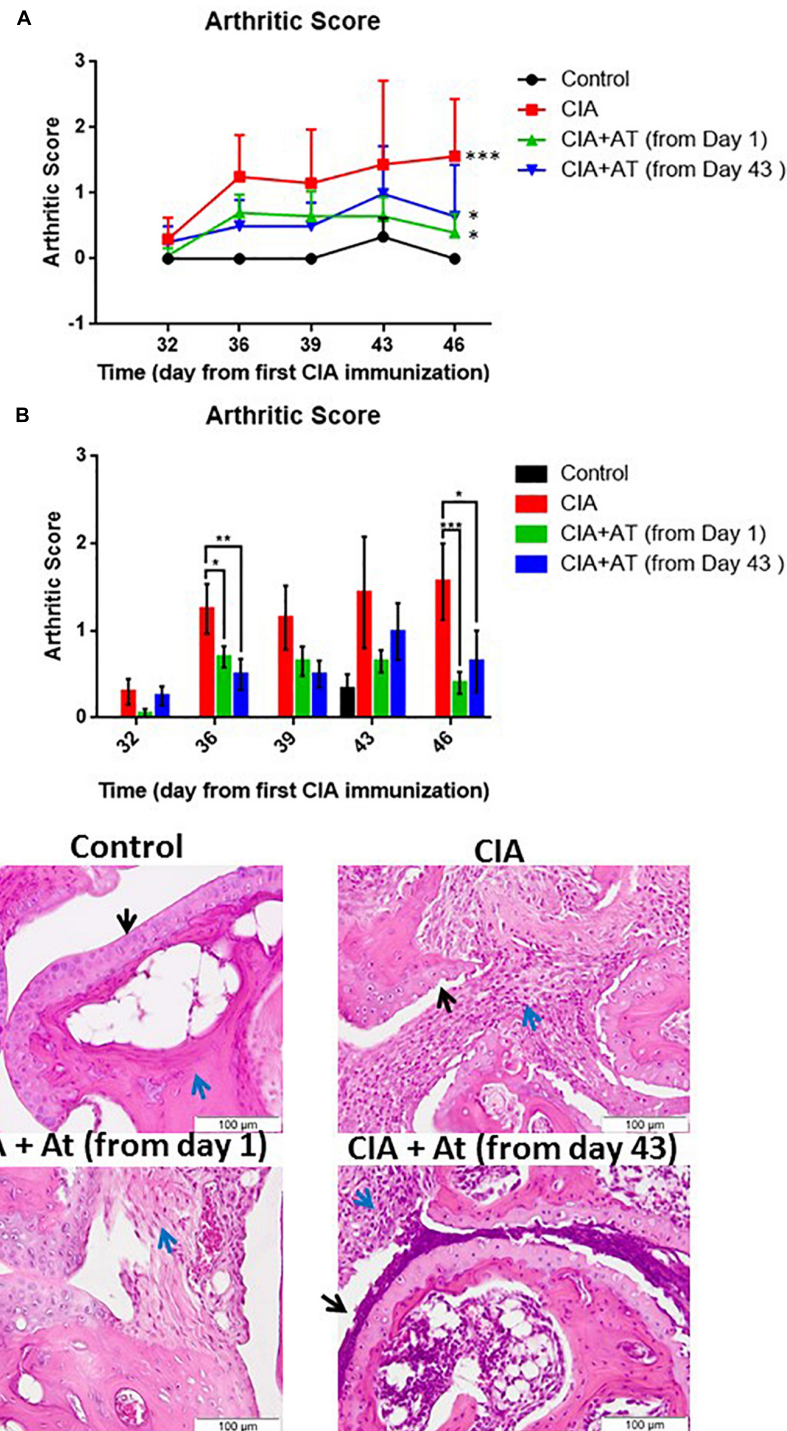 A
Arthritic Score
3
2
1
0
-1
Arthritic Score
32 36 39 43 46
Time (day from first CIA immunization)
Control
CIA
CIA+AT (from Day 1)
CIA+AT (from Day 43 )
***
*
*
B
Arthritic Score
3
2
1
0
Arthritic Score
32 36 39 43 46
Time (day from first CIA immunization)
Control
CIA
CIA+AT (from Day 1)
CIA+AT (from Day 43 )
**
*
*
***
Control
100 µm
CIA
100 µm
A + At (from day 1)
100 µm
CIA + At (from day 43)
100 µm